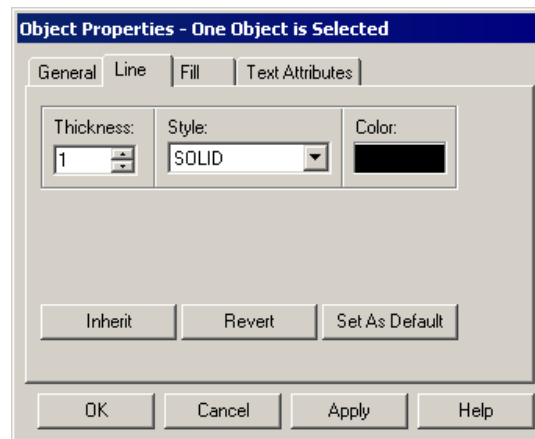 Object Properties - One Object is Selected
General Line Fill Text Attributes
Thickness: Style: Color:
1 SOLID
Inherit Revert Set As Default
OK Cancel Apply Help